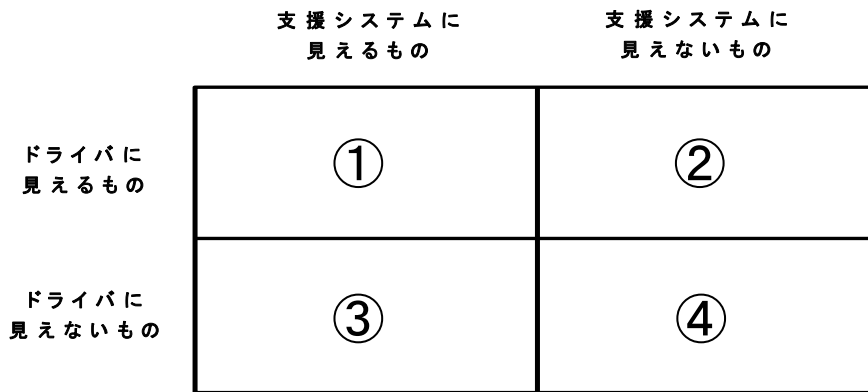 支援システムに
見えるもの
支援システムに
見えないもの
ドライバに
見えるもの
①
②
ドライバに
見えないもの
③
④